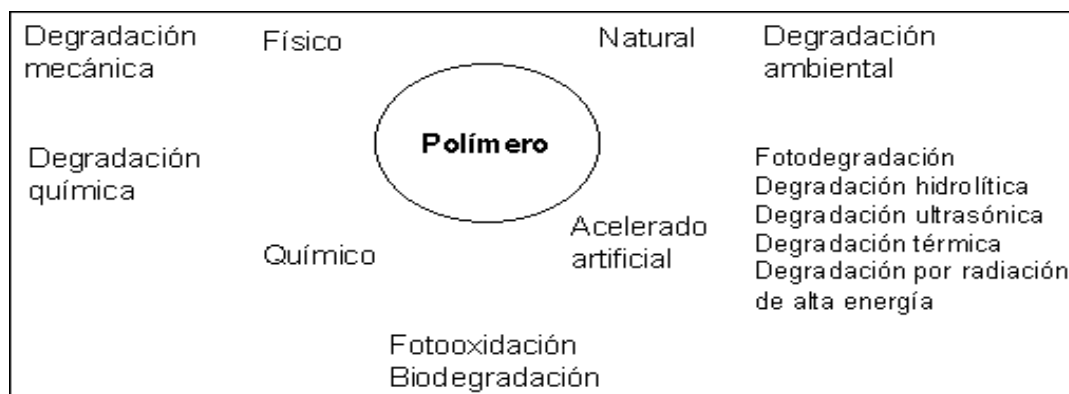 Degradación
mecánica
Físico
Natural
Degradación
ambiental
Polímero
Degradación
química
Fotodegradación
Degradación hidrolítica
Degradación ultrasónica
Degradación térmica
Degradación por radiación
de alta energía
Químico
Acelerado
artificial
Fotooxidación
Biodegradación